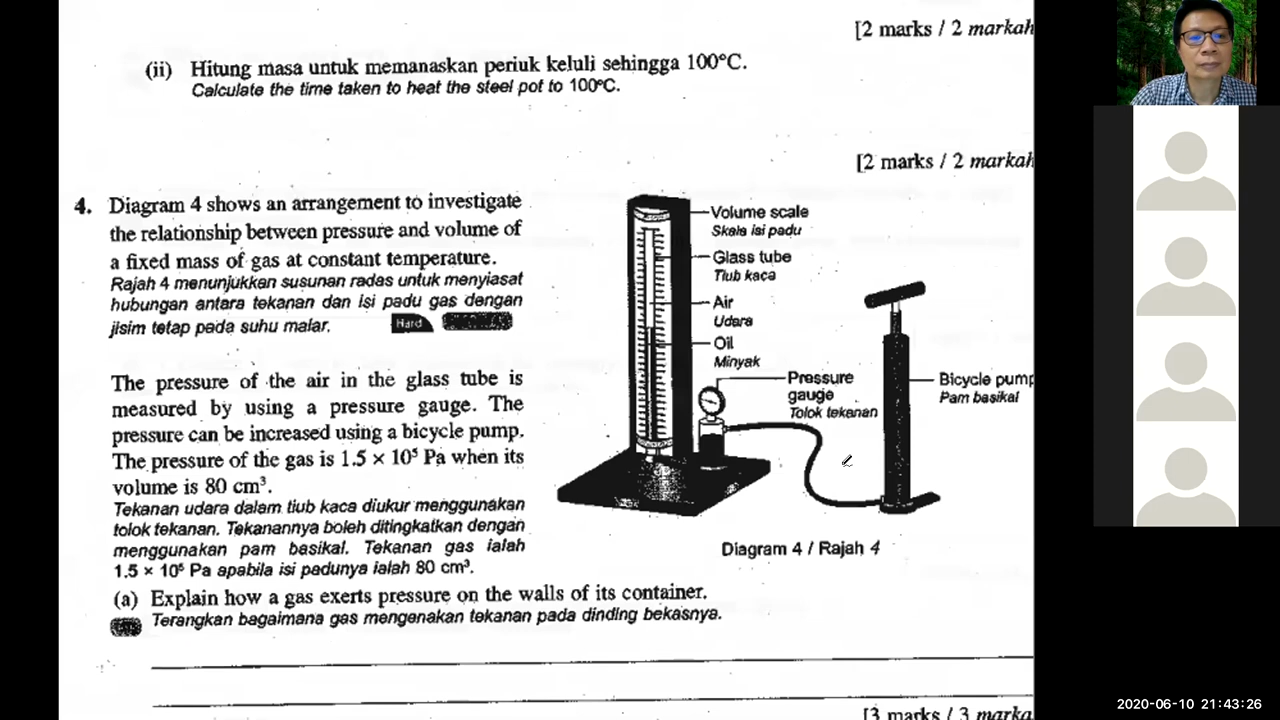 [2 marks / 2 markah
(ii) Hitung masa untuk memanaskan periuk keluli sehingga 100°C.
Calculate the time taken to heat the steel pot to 100°C.
[2 marks / 2 markah
4. Diagram 4 shows an arrangement to investigate
the relationship between pressure and volume of
a fixed mass of gas at constant temperature.
Rajah 4 menunjukkan susunan radas untuk menyiasat
hubungan antara tekanan dan isi padu gas dengan
jisim tetap pada suhu malar.
Hard
The pressure of the air in the glass tube is
measured by using a pressure gauge. The
pressure can be increased using a bicycle pump.
The pressure of the gas is 1.5 × 10⁵ Pa when its
volume is 80 cm³.
Tekanan udara dalam tiub kaca diukur menggunakan
tolok tekanan. Tekanannya boleh ditingkatkan dengan
menggunakan pam basikal. Tekanan gas ialah
1.5 × 10⁵ Pa apabila isi padunya ialah 80 cm³.
Volume scale
Skala isi padu
Glass tube
Tiub kaca
Air
Udara
Oil
Minyak
Pressure
gauge
Tolok tekanan
Bicycle pump
Pam basikal
Diagram 4 / Rajah 4
(a) Explain how a gas exerts pressure on the walls of its container.
Terangkan bagaimana gas mengenakan tekanan pada dinding bekasnya.
[3 marks / 3 marka
2020-06-10 21:43:26